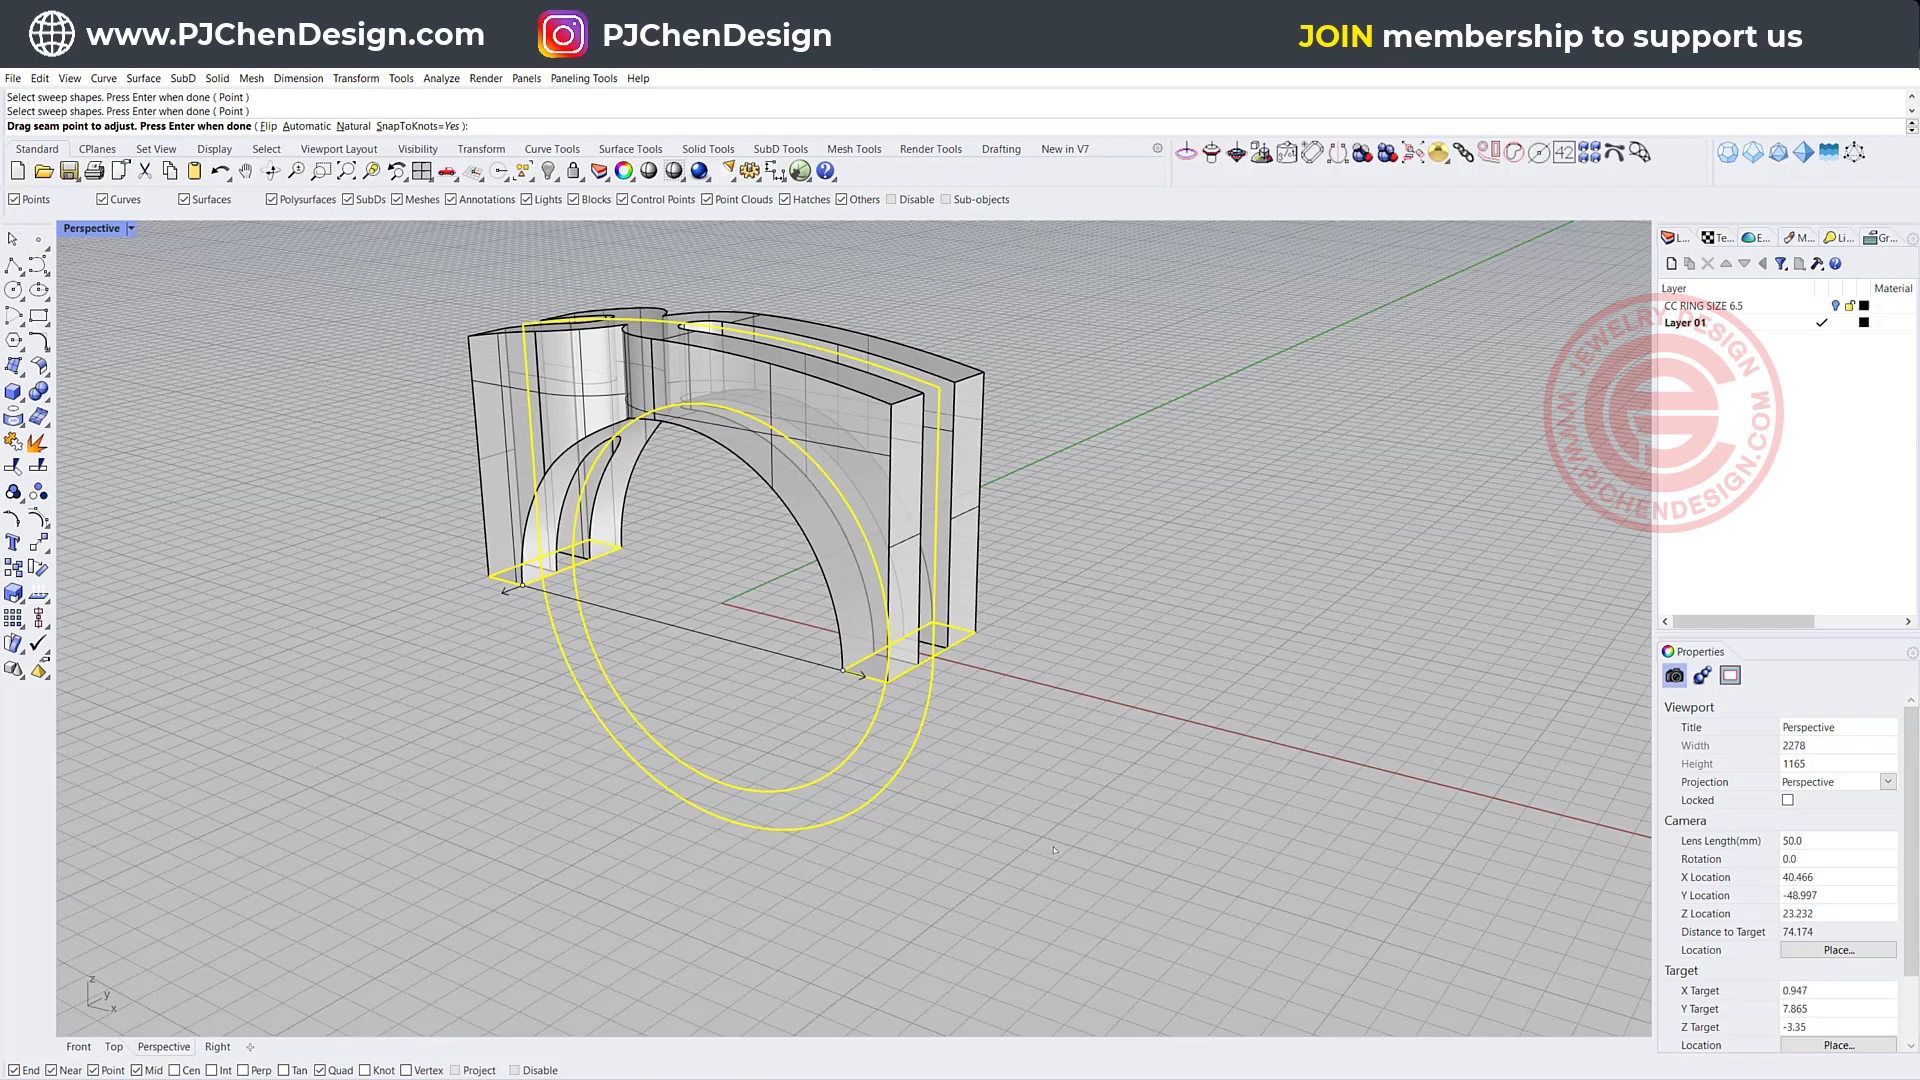 www.PJChenDesign.com PJChenDesign JOIN membership to support us
File Edit View Curve Surface SubD Solid Mesh Dimension Transform Tools Analyze Render Panels Paneling Tools Help
Select sweep shapes. Press Enter when done ( Point )
Select sweep shapes. Press Enter when done ( Point )
Drag seam point to adjust. Press Enter when done ( Flip Automatic Natural SnapToKnots=Yes ):
Standard CPlanes Set View Display Select Viewport Layout Visibility Transform Curve Tools Surface Tools Solid Tools SubD Tools Mesh Tools Render Tools Drafting New in V7
42
Points Curves Surfaces Polysurfaces SubDs Meshes Annotations Lights Blocks Control Points Point Clouds Hatches Others Disable Sub-objects
Perspective
L... Te... E... M... Li... Gr...
Layer Material
CC RING SIZE 6.5
Layer 01
JEWELRY DESIGN
WWW.PJCHENDESIGN.COM
Properties
Viewport
Title Perspective
Width 2278
Height 1165
Projection Perspective
Locked
Camera
Lens Length(mm) 50.0
Rotation 0.0
X Location 40.466
Y Location -48.997
Z Location 23.232
Distance to Target 74.174
Location Place...
Target
X Target 0.947
Y Target 7.865
Z Target -3.35
Location Place...
z
y
x
Front Top Perspective Right
End Near Point Mid Cen Int Perp Tan Quad Knot Vertex Project Disable